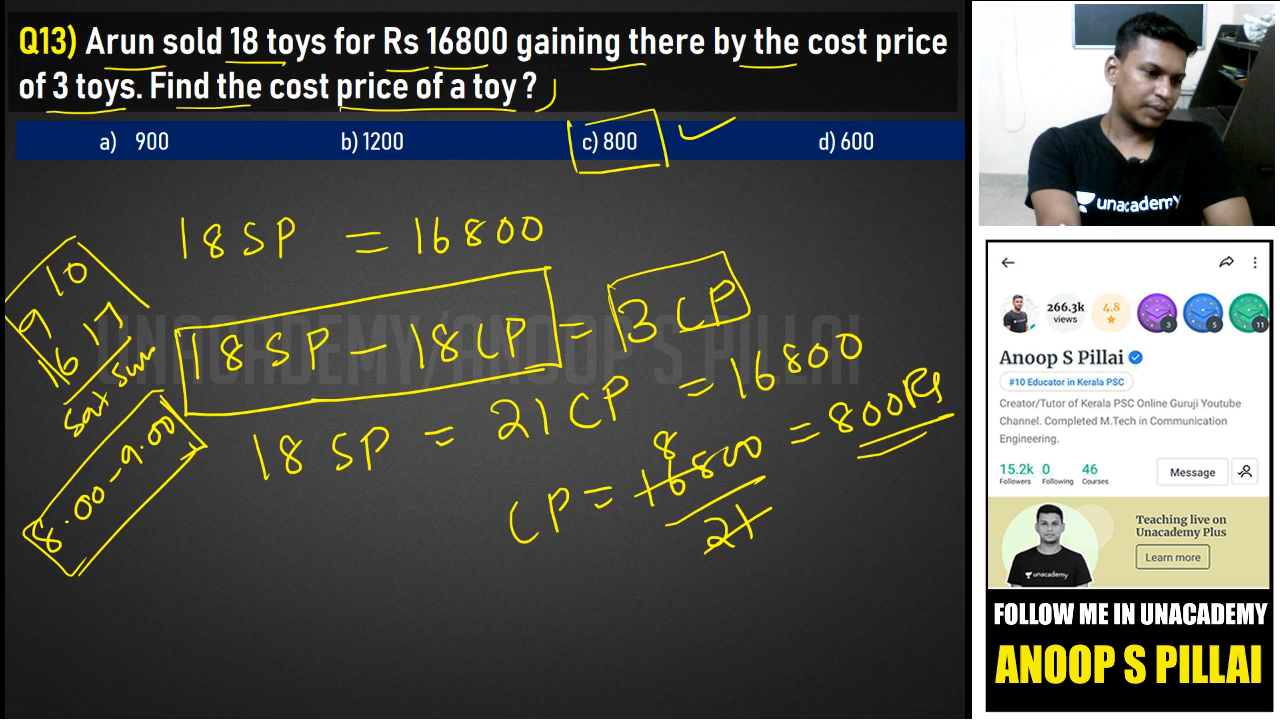 Q13) Arun sold 18 toys for Rs 16800 gaining there by the cost price
of 3 toys. Find the cost price of a toy ?
a) 900 b) 1200 c) 800 d) 600
18 SP = 16800
18 SP - 18 CP = 3 CP
18 SP = 21 CP = 16800
CP = 16800 / 21 = 800 Rs
8
9 10
16 17
Sat Sun
8.00-9.00
UNACADEMY/ANOOP S PILLAI
unacademy
266.3k
views
4.8
★
3
5
11
Anoop S Pillai
#10 Educator in Kerala PSC
Creator/Tutor of Kerala PSC Online Guruji Youtube
Channel. Completed M.Tech in Communication
Engineering.
15.2k 0 46
Followers Following Courses
Message
Teaching live on
Unacademy Plus
Learn more
unacademy
FOLLOW ME IN UNACADEMY
ANOOP S PILLAI